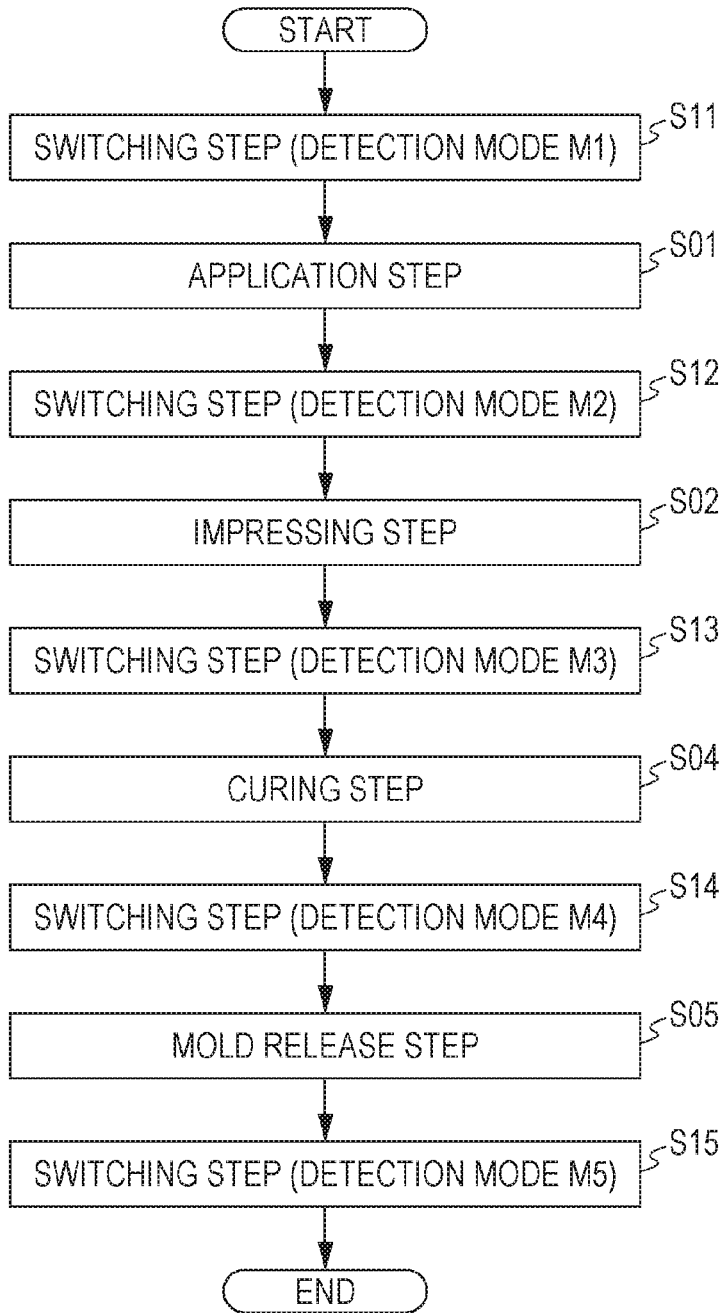 START
SWITCHING STEP (DETECTION MODE M1)
S11
APPLICATION STEP
S01
SWITCHING STEP (DETECTION MODE M2)
S12
IMPRESSING STEP
S02
SWITCHING STEP (DETECTION MODE M3)
S13
CURING STEP
S04
SWITCHING STEP (DETECTION MODE M4)
S14
MOLD RELEASE STEP
S05
SWITCHING STEP (DETECTION MODE M5)
S15
END